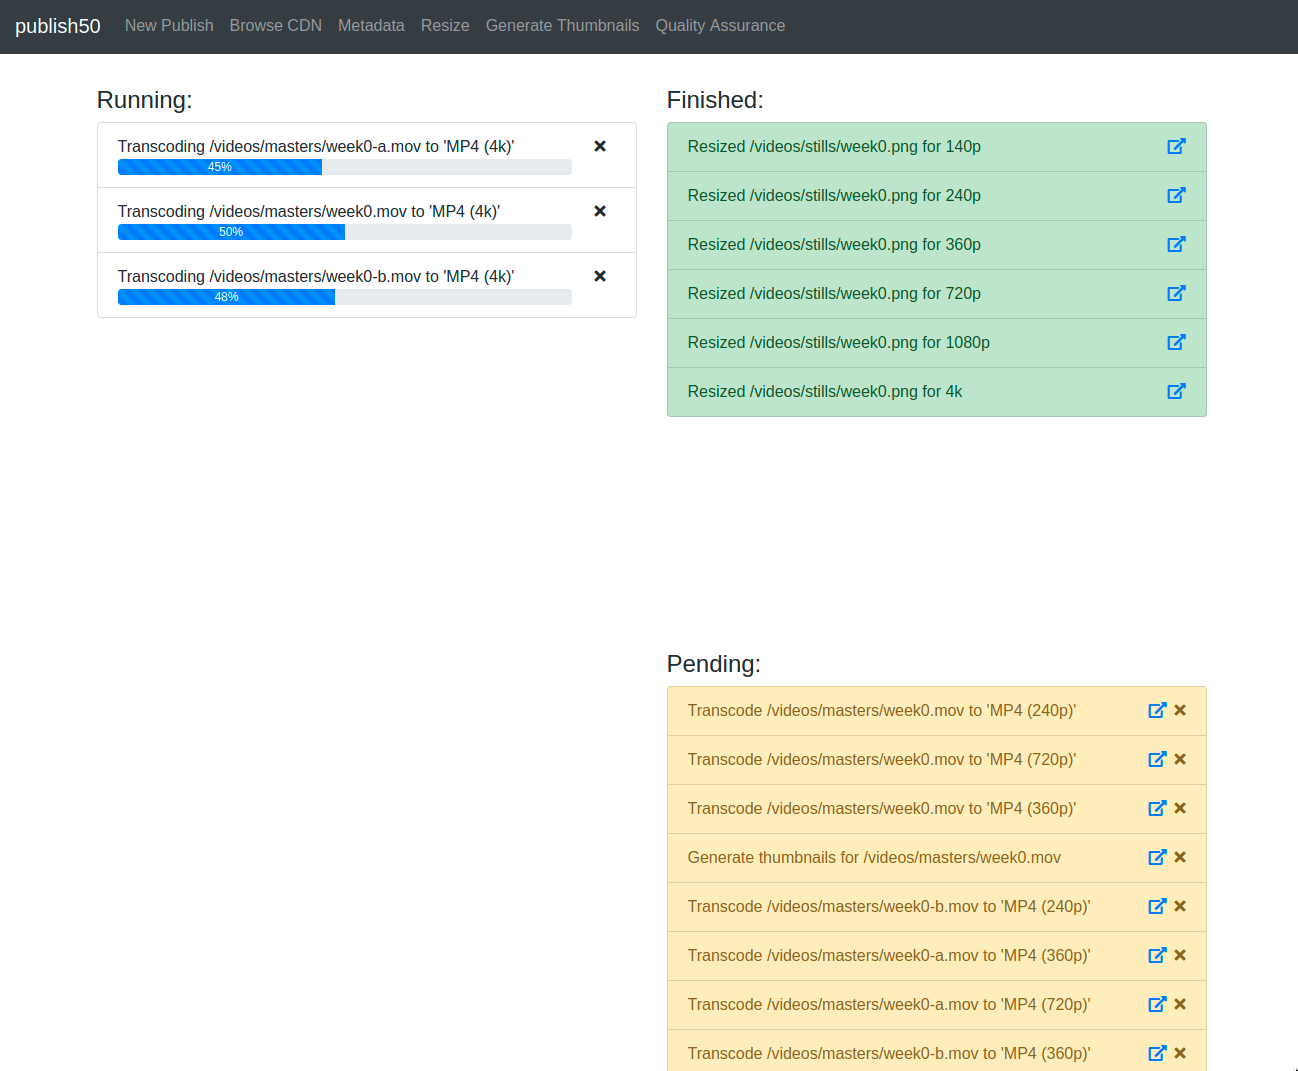 publish50 New Publish Browse CDN Metadata Resize Generate Thumbnails Quality Assurance
Running:
Transcoding /videos/masters/week0-a.mov to 'MP4 (4k)'
45%
Transcoding /videos/masters/week0.mov to 'MP4 (4k)'
50%
Transcoding /videos/masters/week0-b.mov to 'MP4 (4k)'
48%
Finished:
Resized /videos/stills/week0.png for 140p
Resized /videos/stills/week0.png for 240p
Resized /videos/stills/week0.png for 360p
Resized /videos/stills/week0.png for 720p
Resized /videos/stills/week0.png for 1080p
Resized /videos/stills/week0.png for 4k
Pending:
Transcode /videos/masters/week0.mov to 'MP4 (240p)'
Transcode /videos/masters/week0.mov to 'MP4 (720p)'
Transcode /videos/masters/week0.mov to 'MP4 (360p)'
Generate thumbnails for /videos/masters/week0.mov
Transcode /videos/masters/week0-b.mov to 'MP4 (240p)'
Transcode /videos/masters/week0-a.mov to 'MP4 (360p)'
Transcode /videos/masters/week0-a.mov to 'MP4 (720p)'
Transcode /videos/masters/week0-b.mov to 'MP4 (360p)'